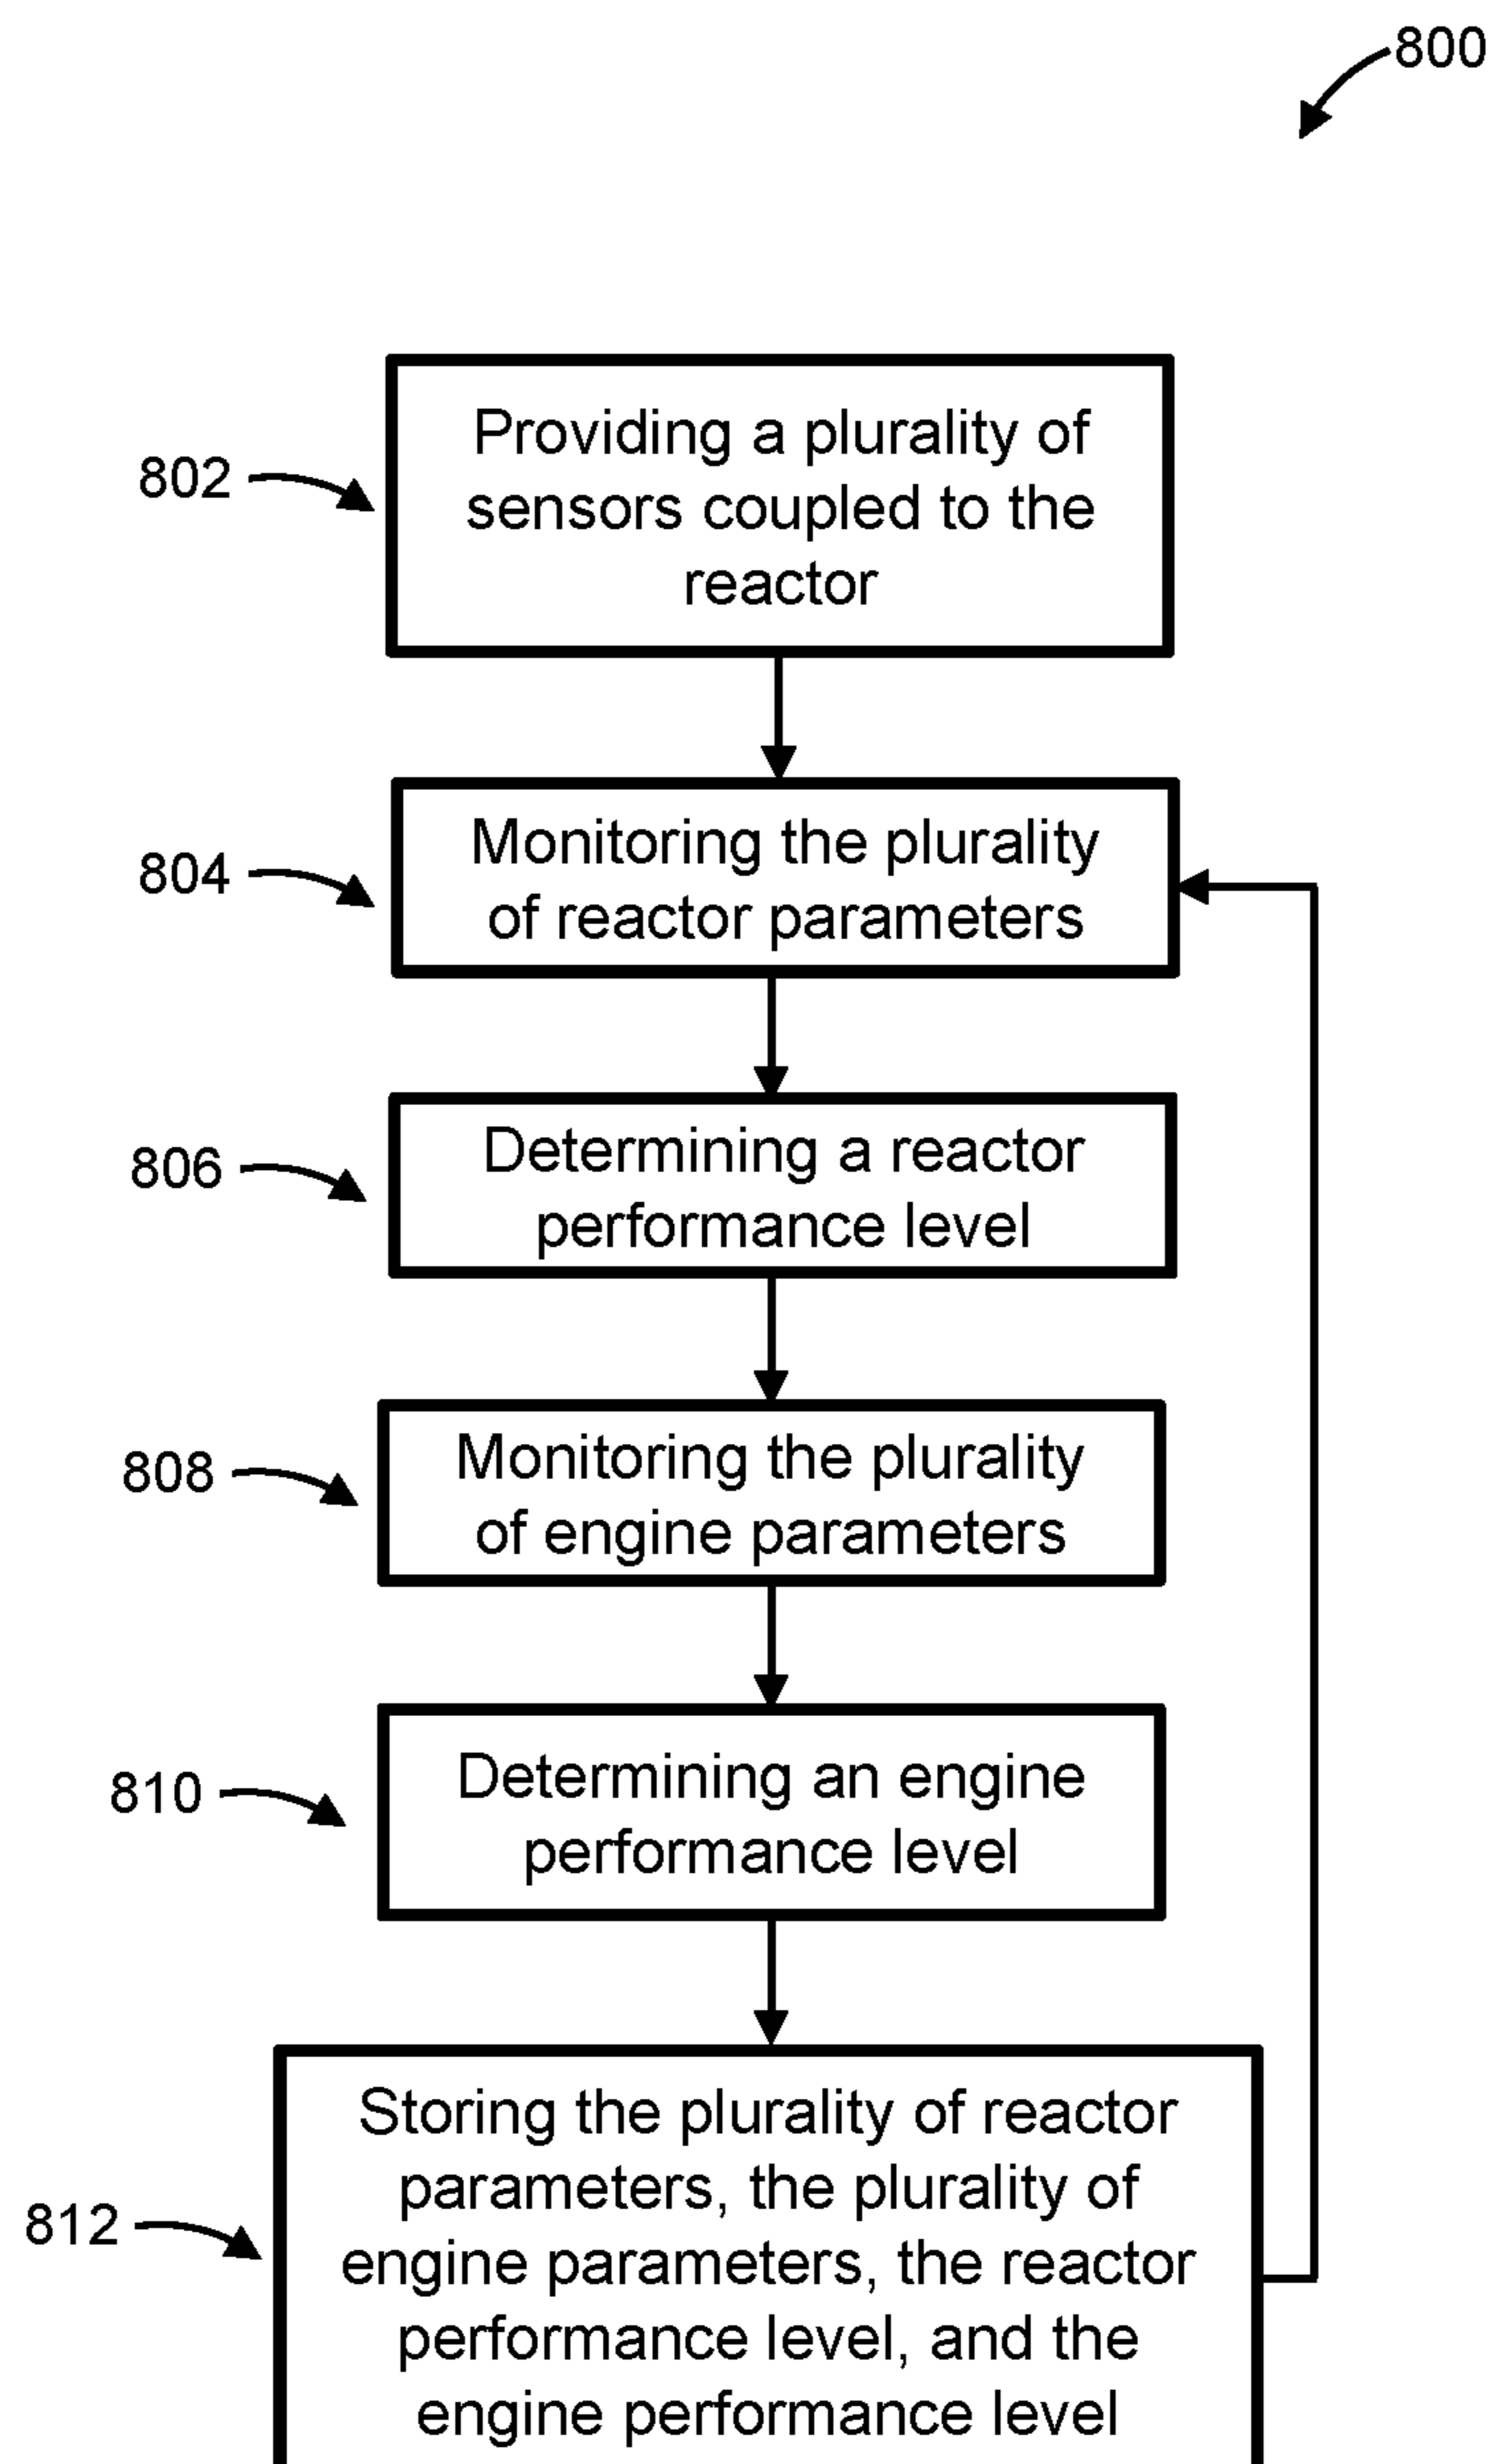 800
802
Providing a plurality of
sensors coupled to the
reactor
804
Monitoring the plurality
of reactor parameters
806
Determining a reactor
performance level
808
Monitoring the plurality
of engine parameters
810
Determining an engine
performance level
812
Storing the plurality of reactor
parameters, the plurality of
engine parameters, the reactor
performance level, and the
engine performance level